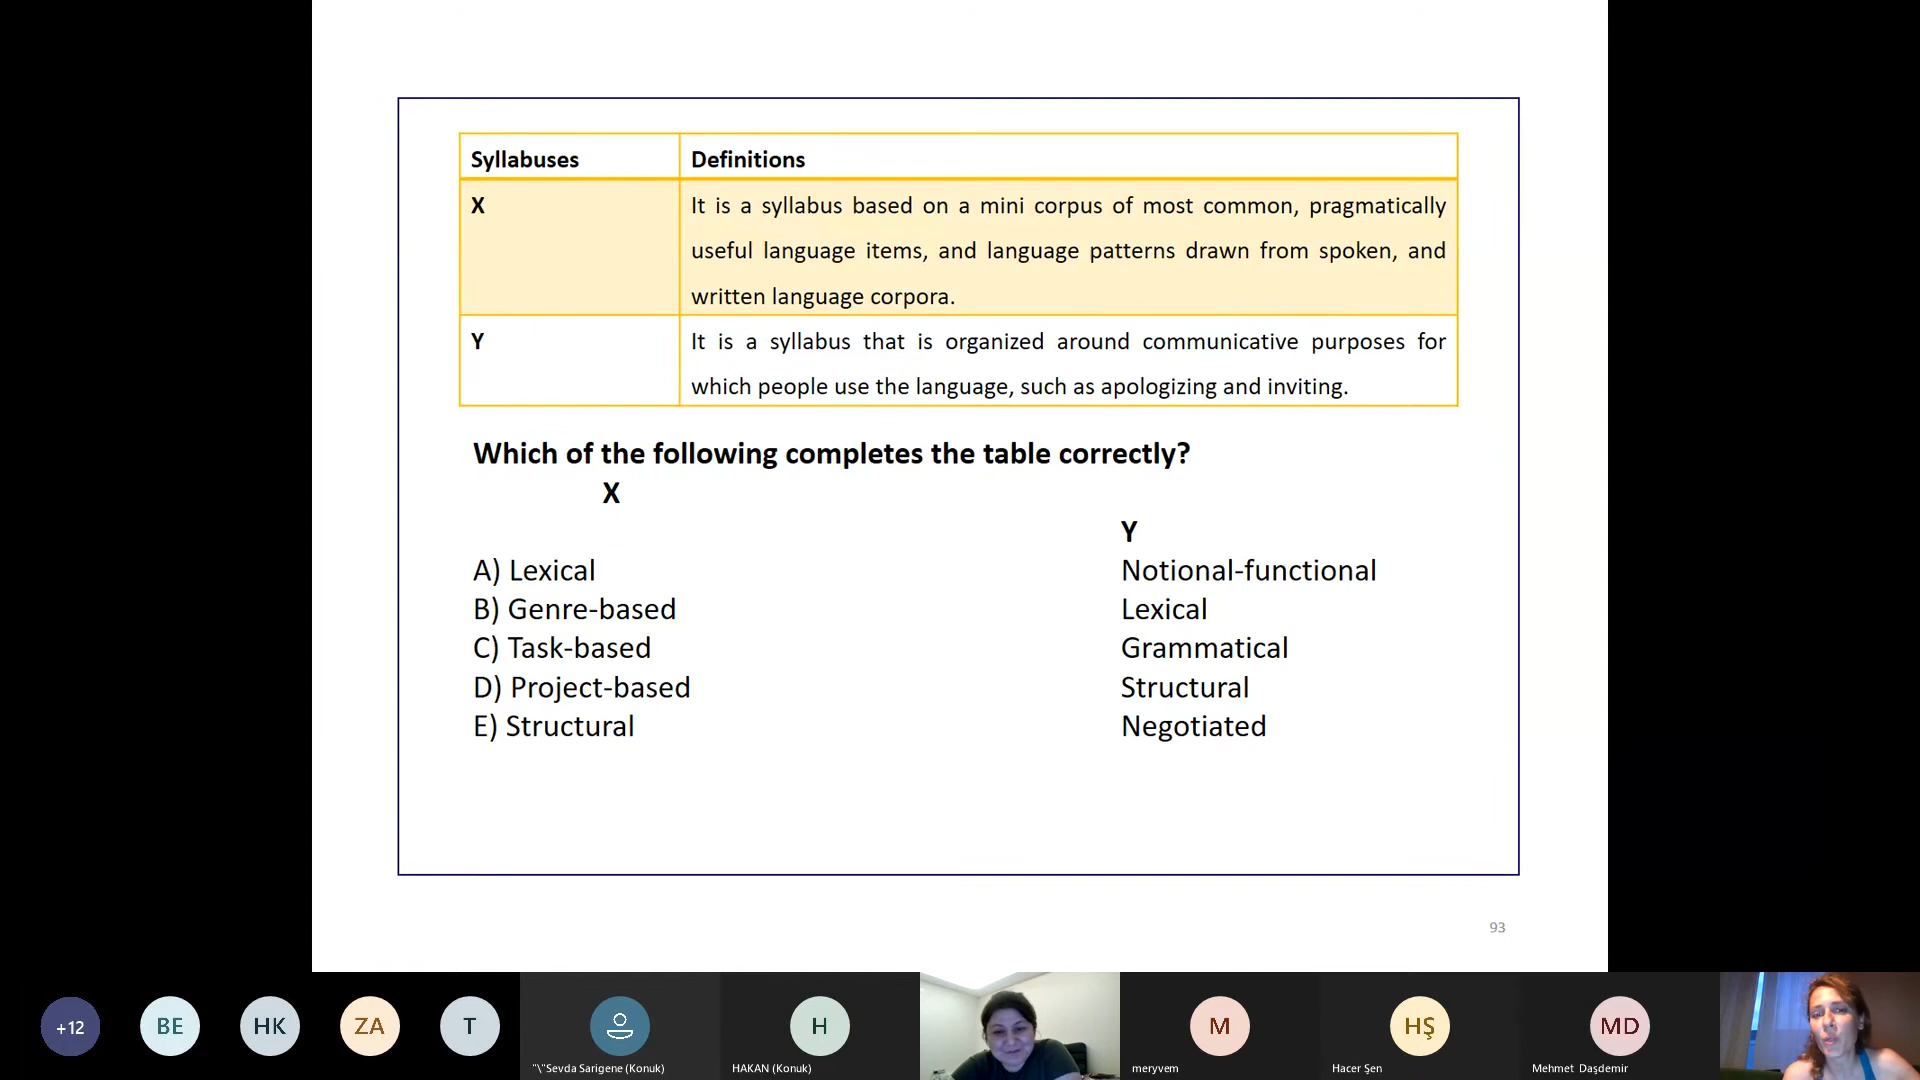 Syllabuses Definitions
X It is a syllabus based on a mini corpus of most common, pragmatically
useful language items, and language patterns drawn from spoken, and
written language corpora.
Y It is a syllabus that is organized around communicative purposes for
which people use the language, such as apologizing and inviting.
Which of the following completes the table correctly?
X
Y
A) Lexical Notional-functional
B) Genre-based Lexical
C) Task-based Grammatical
D) Project-based Structural
E) Structural Negotiated
93
+12 BE HK ZA T H M HŞ MD
"\"Sevda Sarigene (Konuk) HAKAN (Konuk) meryvem Hacer Şen Mehmet Daşdemir